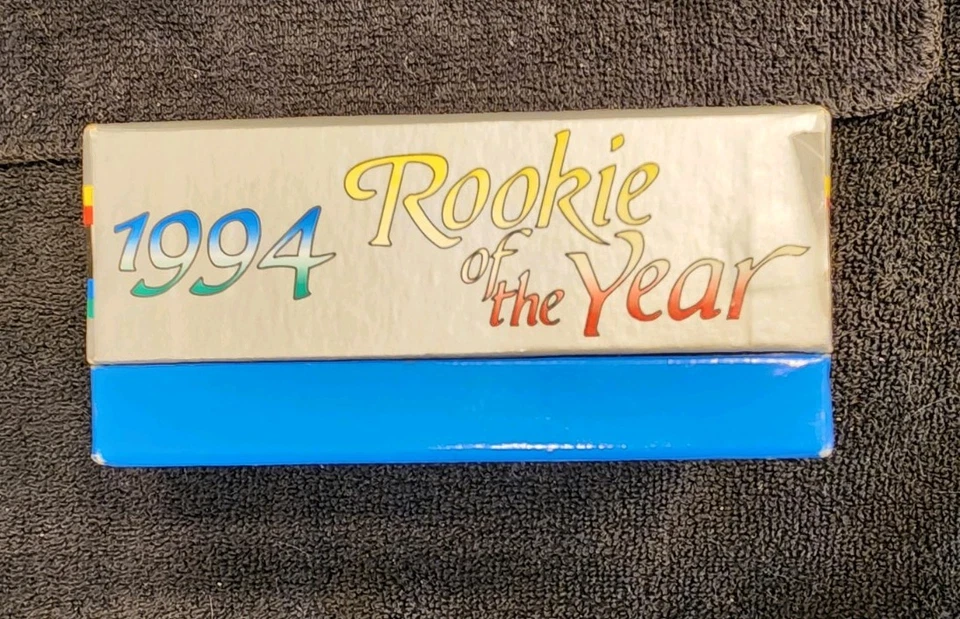 1994 Rookie
of
the Year